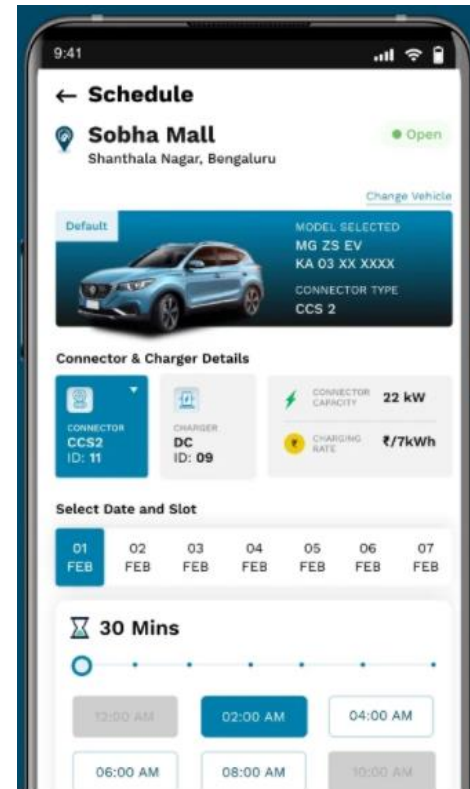 9:41
← Schedule
Sobha Mall
Open
Shanthala Nagar, Bengaluru
Change Vehicle
Default
MODEL SELECTED
MG ZS EV
KA 03 XX XXXX
CONNECTOR TYPE
CCS 2
Connector & Charger Details
CONNECTOR
CCS2
ID: 11
CHARGER
DC
ID: 09
CONNECTOR
CAPACITY
22 kW
₹
CHARGING
RATE
₹/7kWh
Select Date and Slot
01 02 03 04 05 06 07
FEB FEB FEB FEB FEB FEB FEB
30 Mins
12:00 AM 02:00 AM 04:00 AM
06:00 AM 08:00 AM 10:00 AM